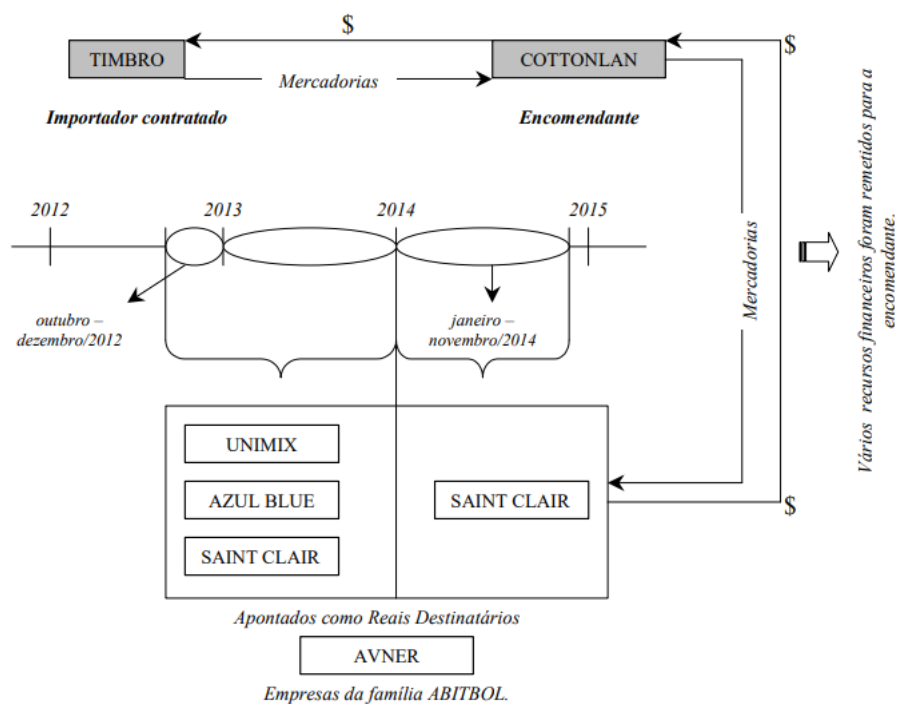 $
$
TIMBRO
COTTONLAN
Mercadorias
Importador contratado
Encomendante
Vários recursos financeiros foram remetidos para a
encomendante.
2012
2013
2014
2015
Mercadorias
outubro –
dezembro/2012
janeiro –
novembro/2014
UNIMIX
AZUL BLUE
SAINT CLAIR
SAINT CLAIR
$
Apontados como Reais Destinatários
AVNER
Empresas da família ABITBOL.